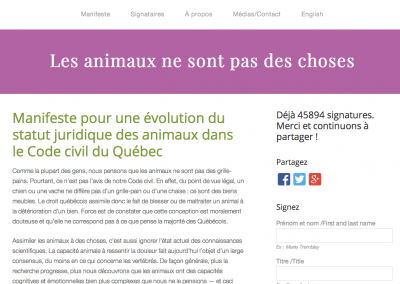 Manifeste Signataires À propos Médias/Contact English
Les animaux ne sont pas des choses
Manifeste pour une évolution du
statut juridique des animaux dans
le Code civil du Québec
Comme la plupart des gens, nous pensons que les animaux ne sont pas des grille-
pains. Pourtant, ce n'est pas l'avis de notre Code civil. En effet, du point de vue légal, un
chien ou une vache ne diffère pas d'un grille-pain ou d'une chaise : ce sont des biens
meubles. Le droit québécois assimile donc le fait de blesser ou de maltraiter un animal à
la détérioration d'un bien. Force est de constater que cette conception est moralement
douteuse et qu'elle ne correspond pas à ce que pense la majorité des Québécois.
Assimiler les animaux à des choses, c'est aussi ignorer l'état actuel des connaissances
scientifiques. La capacité animale à ressentir la douleur fait aujourd'hui l'objet d'un large
consensus, du moins en ce qui concerne les vertébrés. De façon générale, plus la
recherche progresse, plus nous découvrons que les animaux ont des capacités
cognitives et émotionnelles bien plus complexes que nous ne le pensions — et ceci
Déjà 45894 signatures.
Merci et continuons à
partager !
Partagez
Signez
Prénom et nom /First and last name
Ex.: Marie Tremblay
Titre /Title